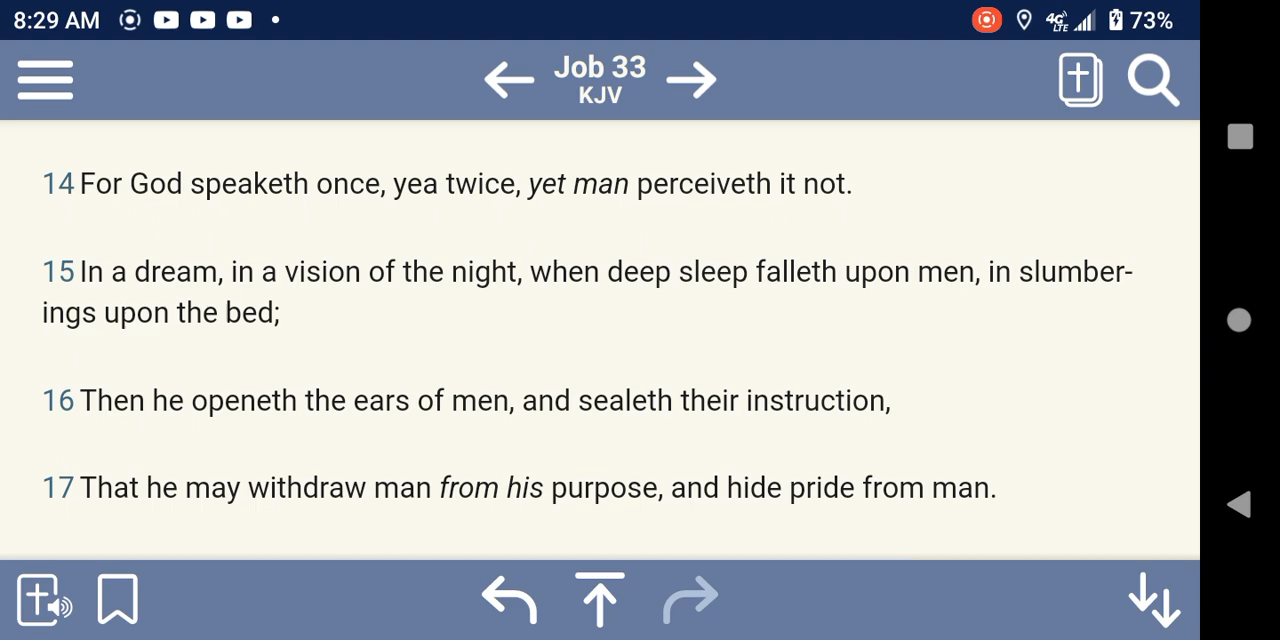 8:29 AM
4G LTE
73%
Job 33
KJV
14 For God speaketh once, yea twice, yet man perceiveth it not.
15 In a dream, in a vision of the night, when deep sleep falleth upon men, in slumber-
ings upon the bed;
16 Then he openeth the ears of men, and sealeth their instruction,
17 That he may withdraw man from his purpose, and hide pride from man.